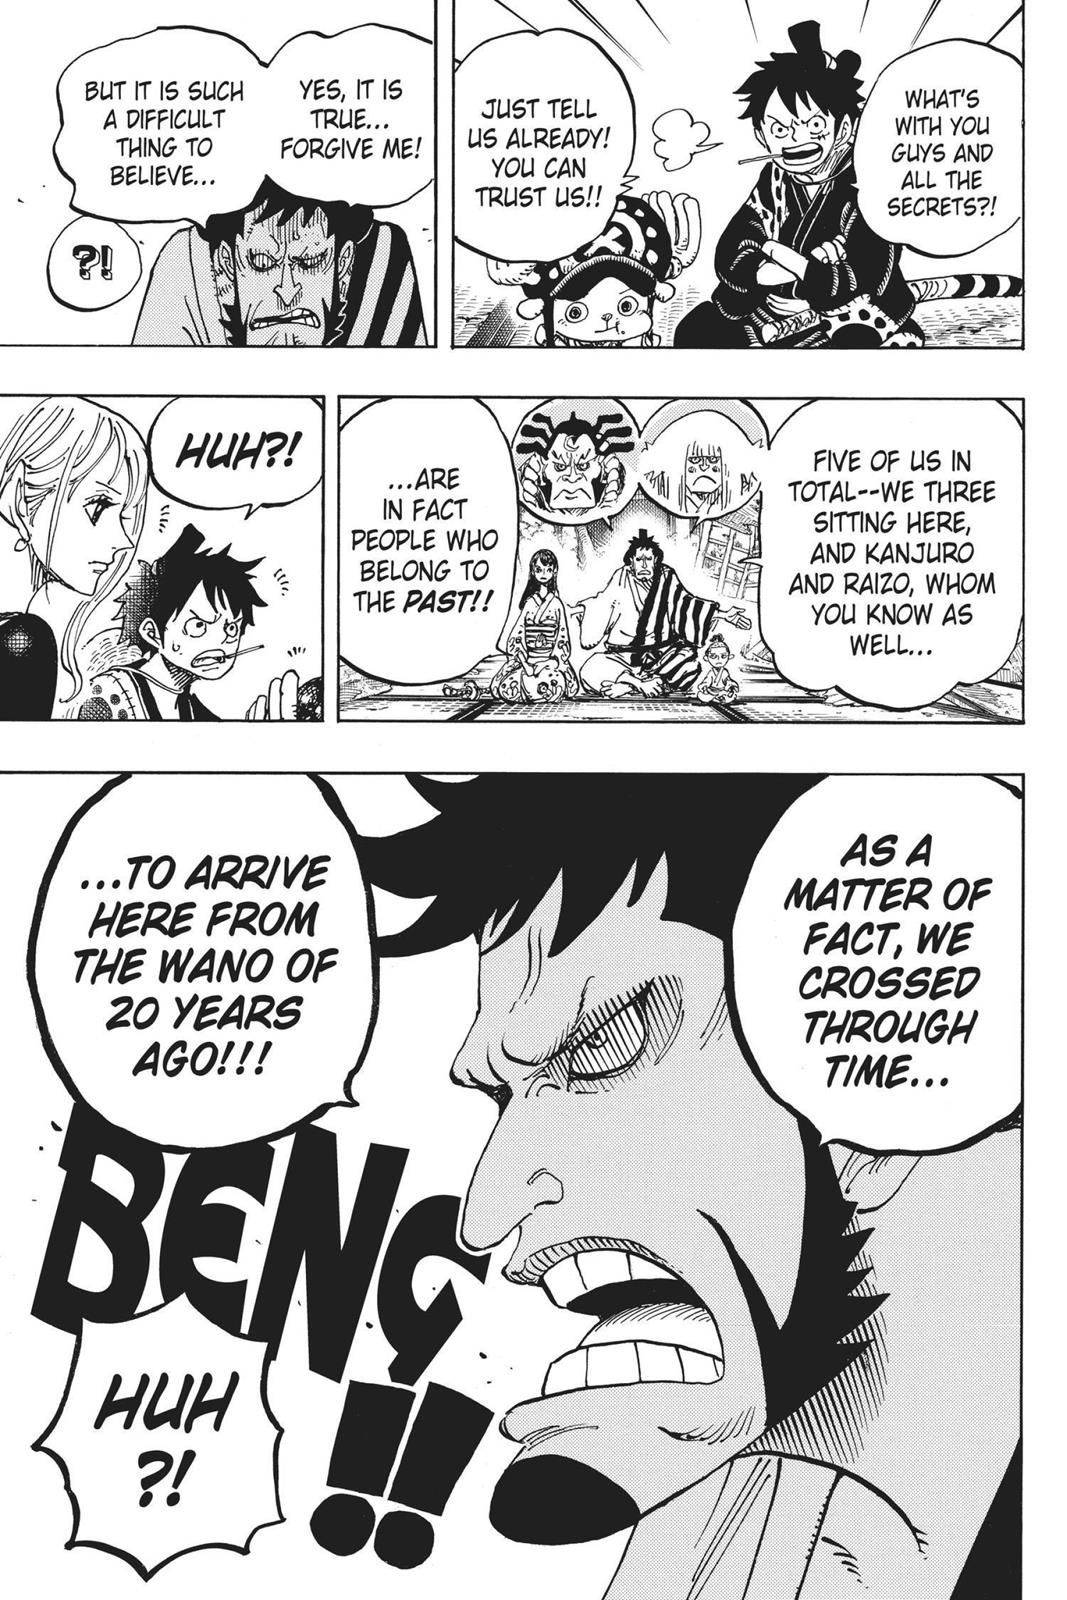 WHAT'S
WITH YOU
GUYS AND
ALL THE
SECRETS?!
JUST TELL
US ALREADY!
YOU CAN
TRUST US!!
YES, IT IS
TRUE...
FORGIVE ME!
BUT IT IS SUCH
A DIFFICULT
THING TO
BELIEVE...
?!
FIVE OF US IN
TOTAL--WE THREE
SITTING HERE,
AND KANJURO
AND RAIZO, WHOM
YOU KNOW AS
WELL...
...ARE
IN FACT
PEOPLE WHO
BELONG TO
THE PAST!!
HUH?!
AS A
MATTER OF
FACT, WE
CROSSED
THROUGH
TIME...
...TO ARRIVE
HERE FROM
THE WANO OF
20 YEARS
AGO!!!
BENG!!
HUH
?!